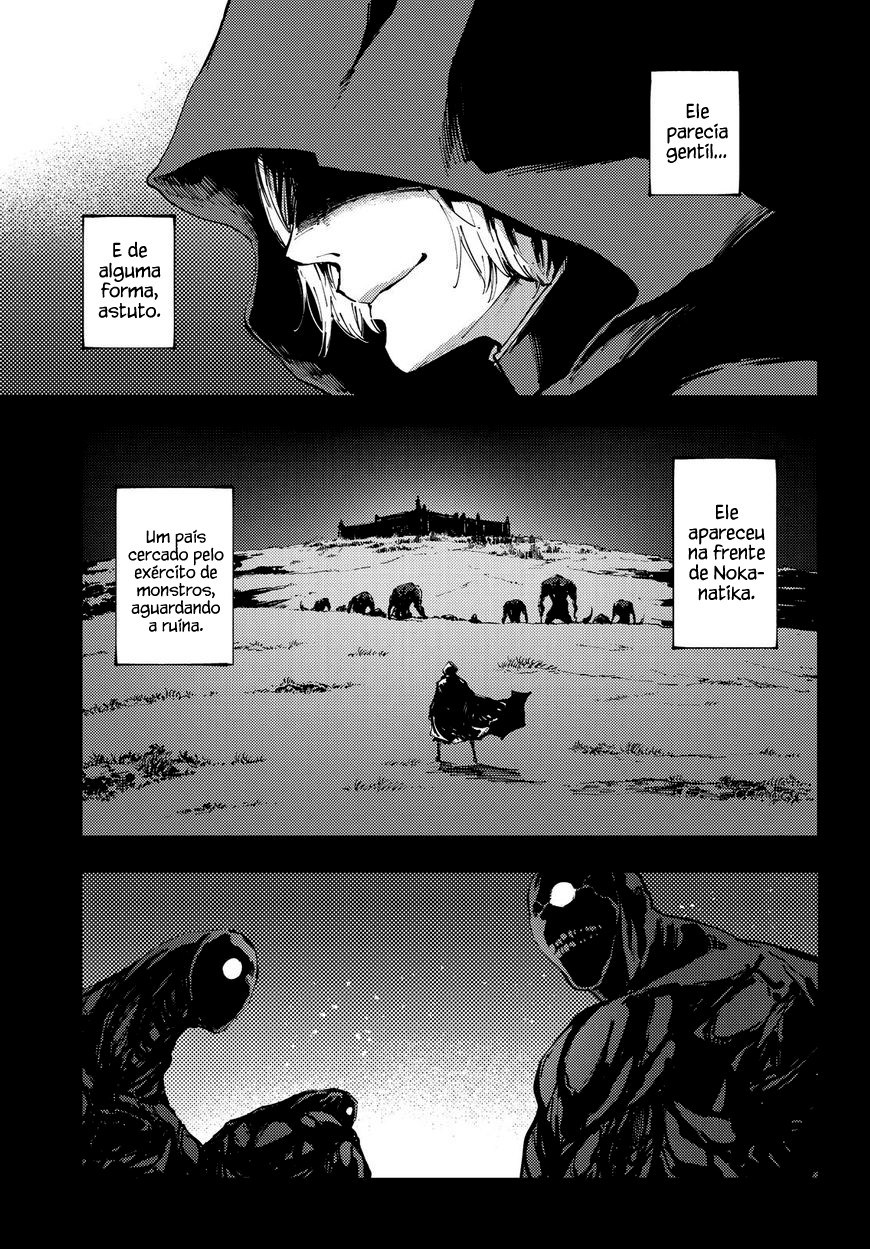 Ele
parecia
gentil...
E de
alguma
forma,
astuto.
Ele
apareceu
na frente
de Noka-
natika.
Um país
cercado pelo
exército de
monstros,
aguardando
a ruína.